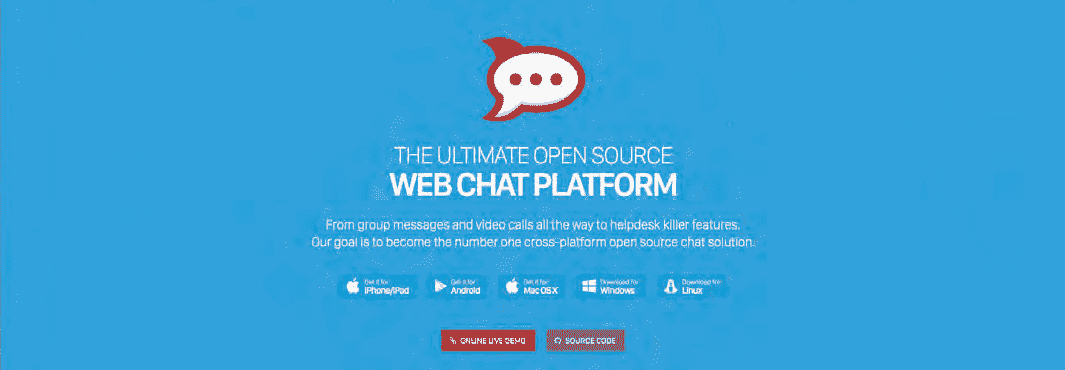 THE ULTIMATE OPEN SOURCE
WEB CHAT PLATFORM
From group messages and video calls all the way to helpdesk killer features.
Our goal is to become the number one cross-platform open source chat solution.
Get it for iPhone/iPad
Get it for Android
Get it for Mac OS X
Download for Windows
Download for Linux
ONLINE LIVE DEMO
SOURCE CODE